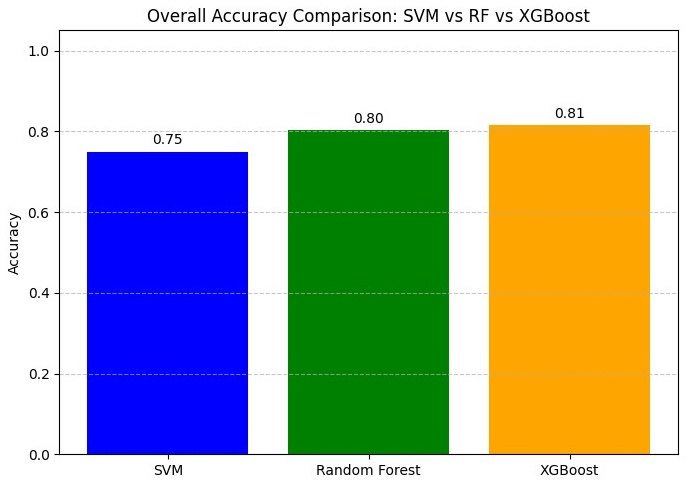 Overall Accuracy Comparison: SVM vs RF vs XGBoost
1.0
0.8
0.6
0.4
0.2
0.0
Accuracy
0.75
0.80
0.81
SVM
Random Forest
XGBoost